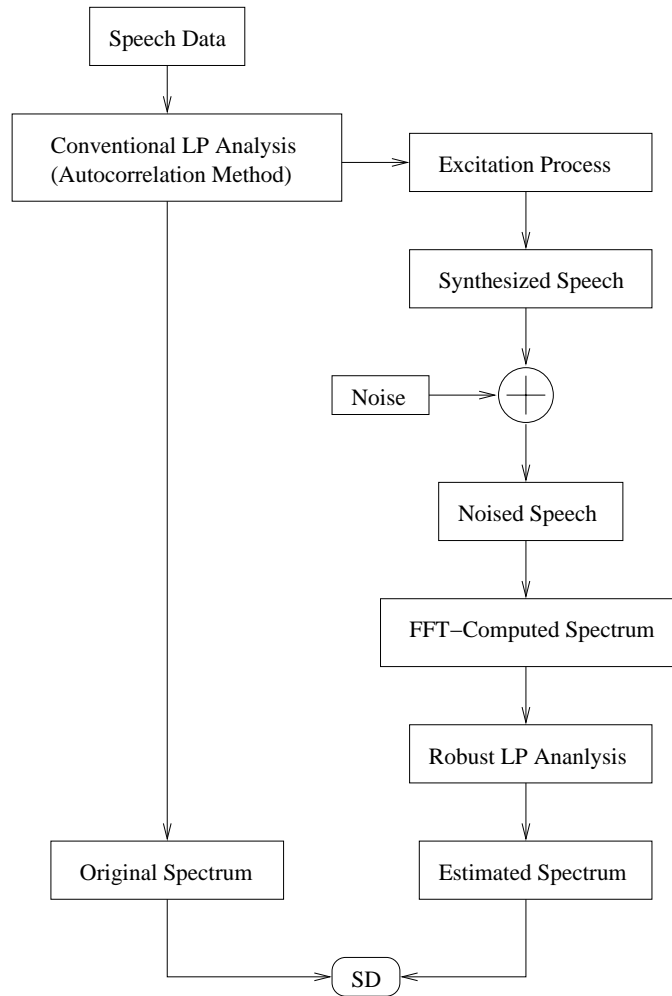 Speech Data
Conventional LP Analysis
(Autocorrelation Method)
Excitation Process
Synthesized Speech
Noise
Noised Speech
FFT−Computed Spectrum
Robust LP Ananlysis
Original Spectrum
Estimated Spectrum
SD